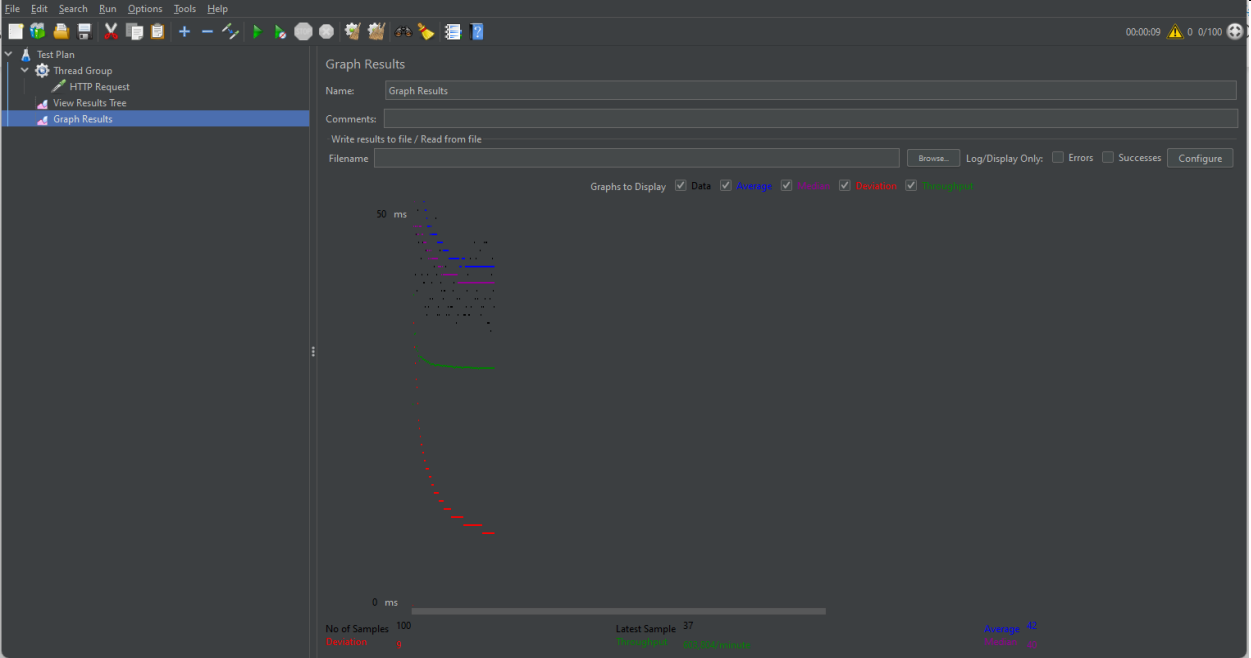 File Edit Search Run Options Tools Help
00:00:09 0 0/100
Test Plan
Thread Group
HTTP Request
View Results Tree
Graph Results
Graph Results
Name: Graph Results
Comments:
Write results to file / Read from file
Filename Browse... Log/Display Only: Errors Successes Configure
Graphs to Display Data Average Median Deviation Throughput
50 ms
0 ms
No of Samples 100 Latest Sample 37 Average 42
Deviation 9 Throughput Median